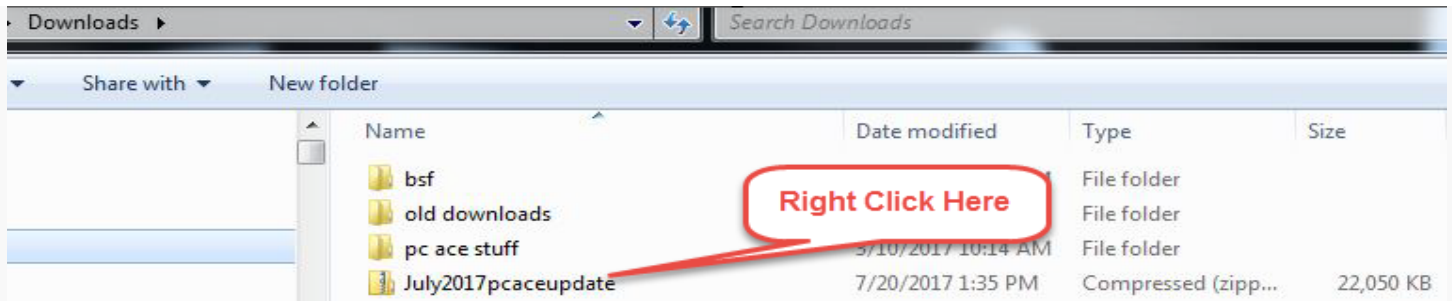 Downloads Search Downloads
Share with New folder
Name Date modified Type Size
bsf File folder
Right Click Here
old downloads File folder
pc ace stuff 3/10/2017 10:14 AM File folder
July2017pcaceupdate 7/20/2017 1:35 PM Compressed (zipp... 22,050 KB